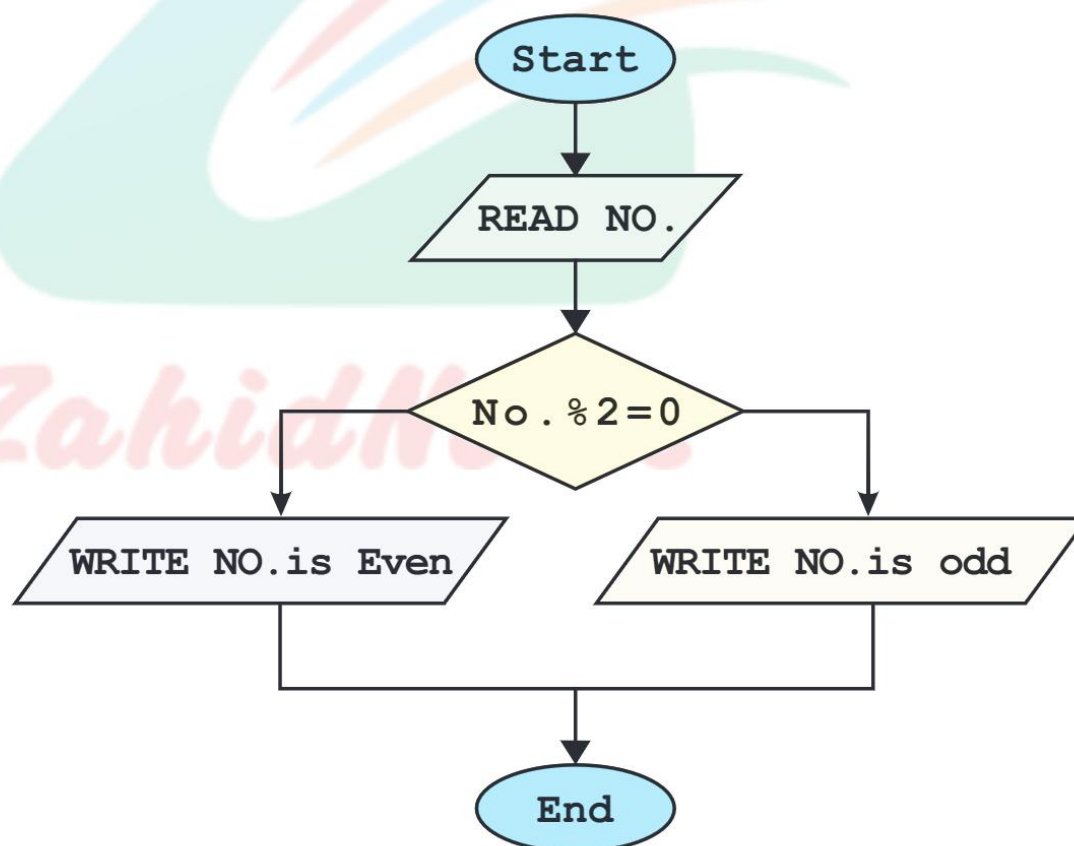 Start
READ NO.
No.%2=0
WRITE NO.is Even
WRITE NO.is odd
End